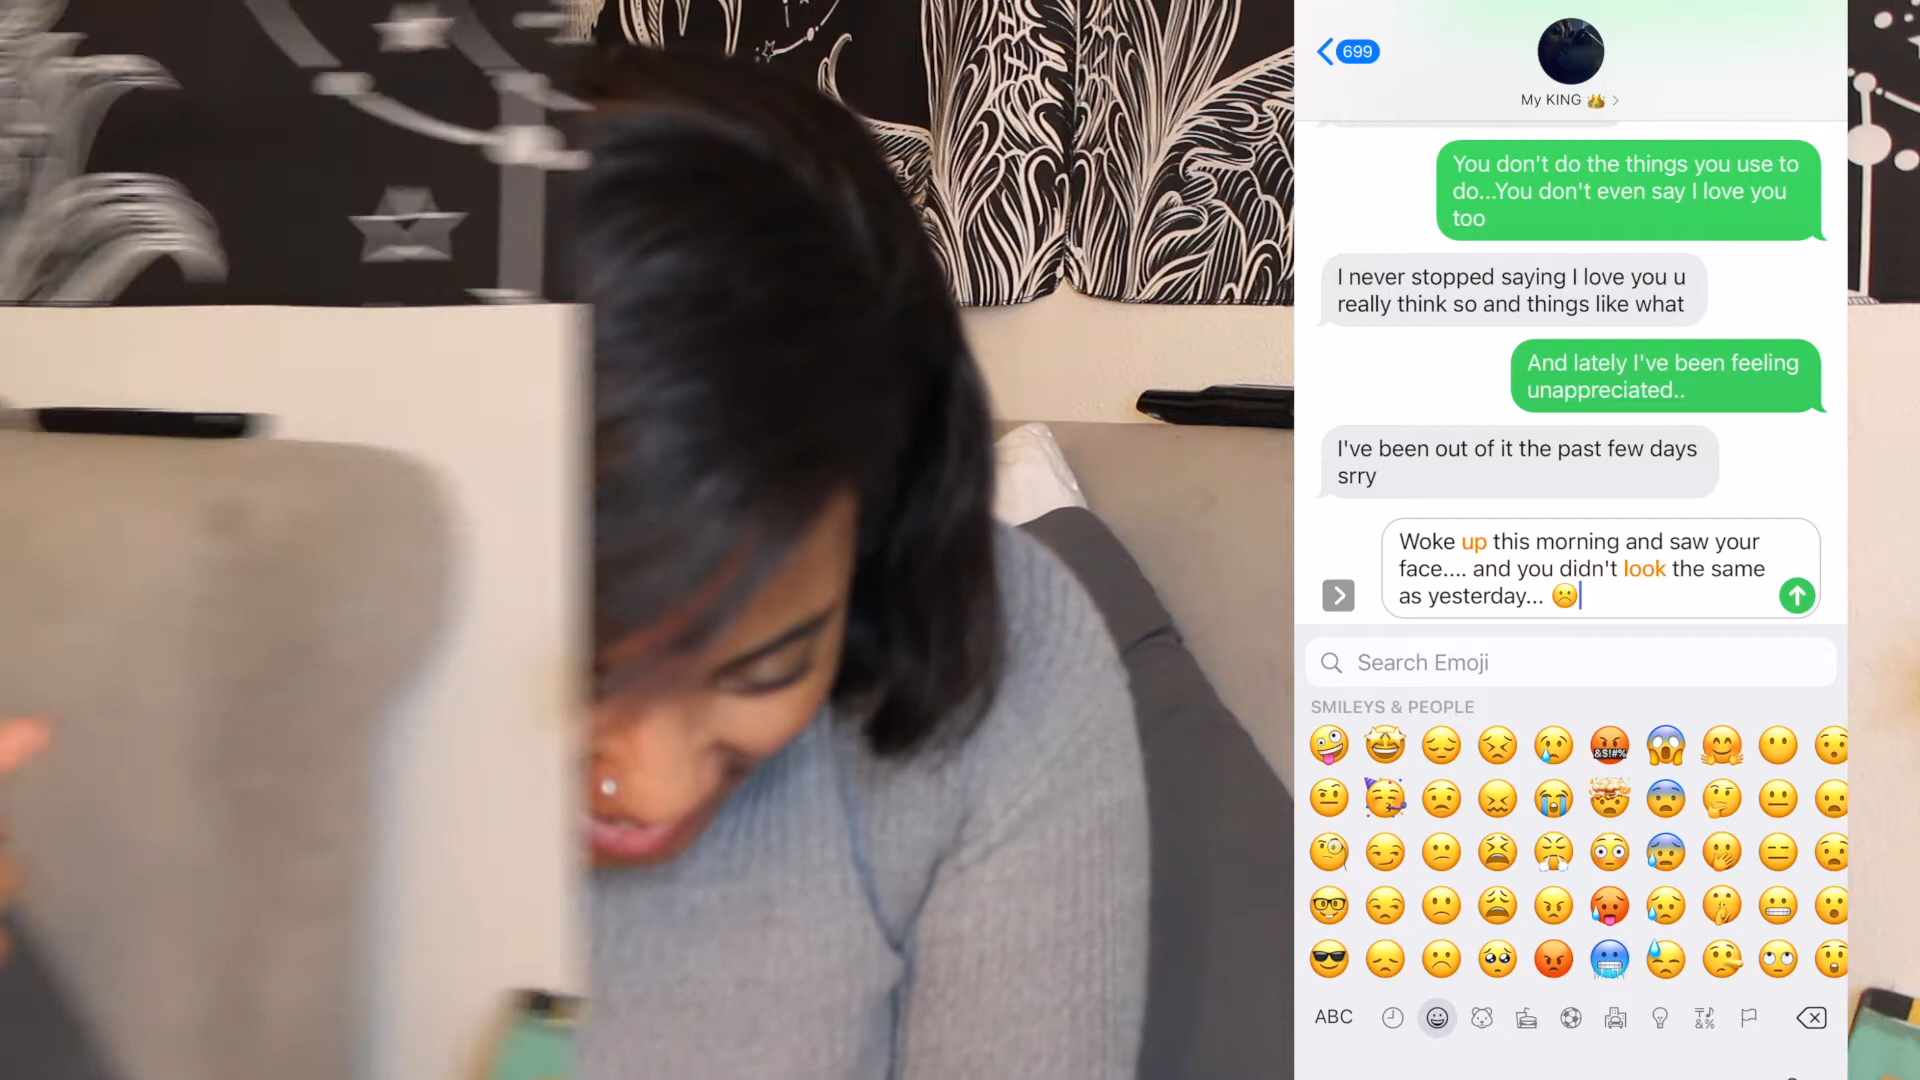 699
My KING 👑
You don't do the things you use to
do...You don't even say I love you
too
I never stopped saying I love you u
really think so and things like what
And lately I've been feeling
unappreciated..
I've been out of it the past few days
srry
Woke up this morning and saw your
face.... and you didn't look the same
as yesterday... ☹️
Search Emoji
SMILEYS & PEOPLE
&$!#%
ABC
&%